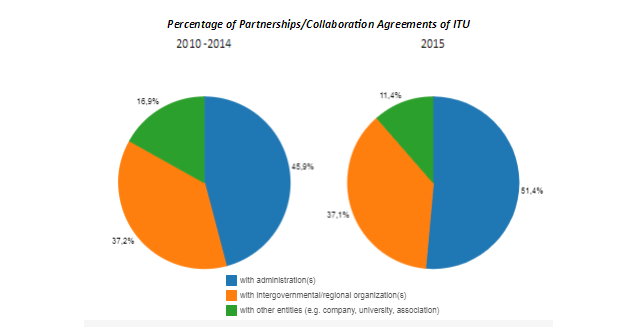 Percentage of Partnerships/Collaboration Agreements of ITU
2010-2014
2015
16,9%
45,9%
37,2%
11,4%
51,4%
37,1%
with administration(s)
with intergovernmental/regional organization(s)
with other entities (e.g. company, university, association)